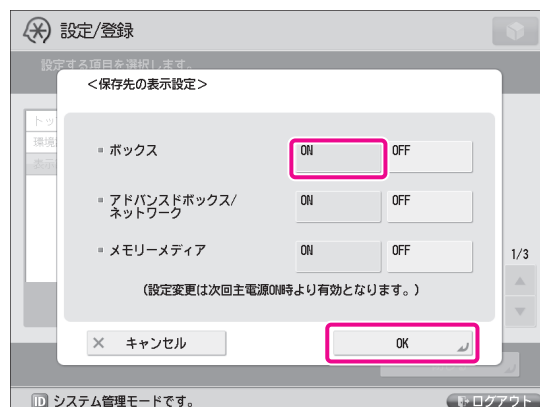 設定/登録
設定する項目を選択します。
<保存先の表示設定>
トッ
環境
表示
ボックス ON OFF
アドバンスドボックス/
ネットワーク ON OFF
メモリーメディア ON OFF
1/3
(設定変更は次回主電源ON時より有効となります。)
× キャンセル OK
ID システム管理モードです。 ログアウト